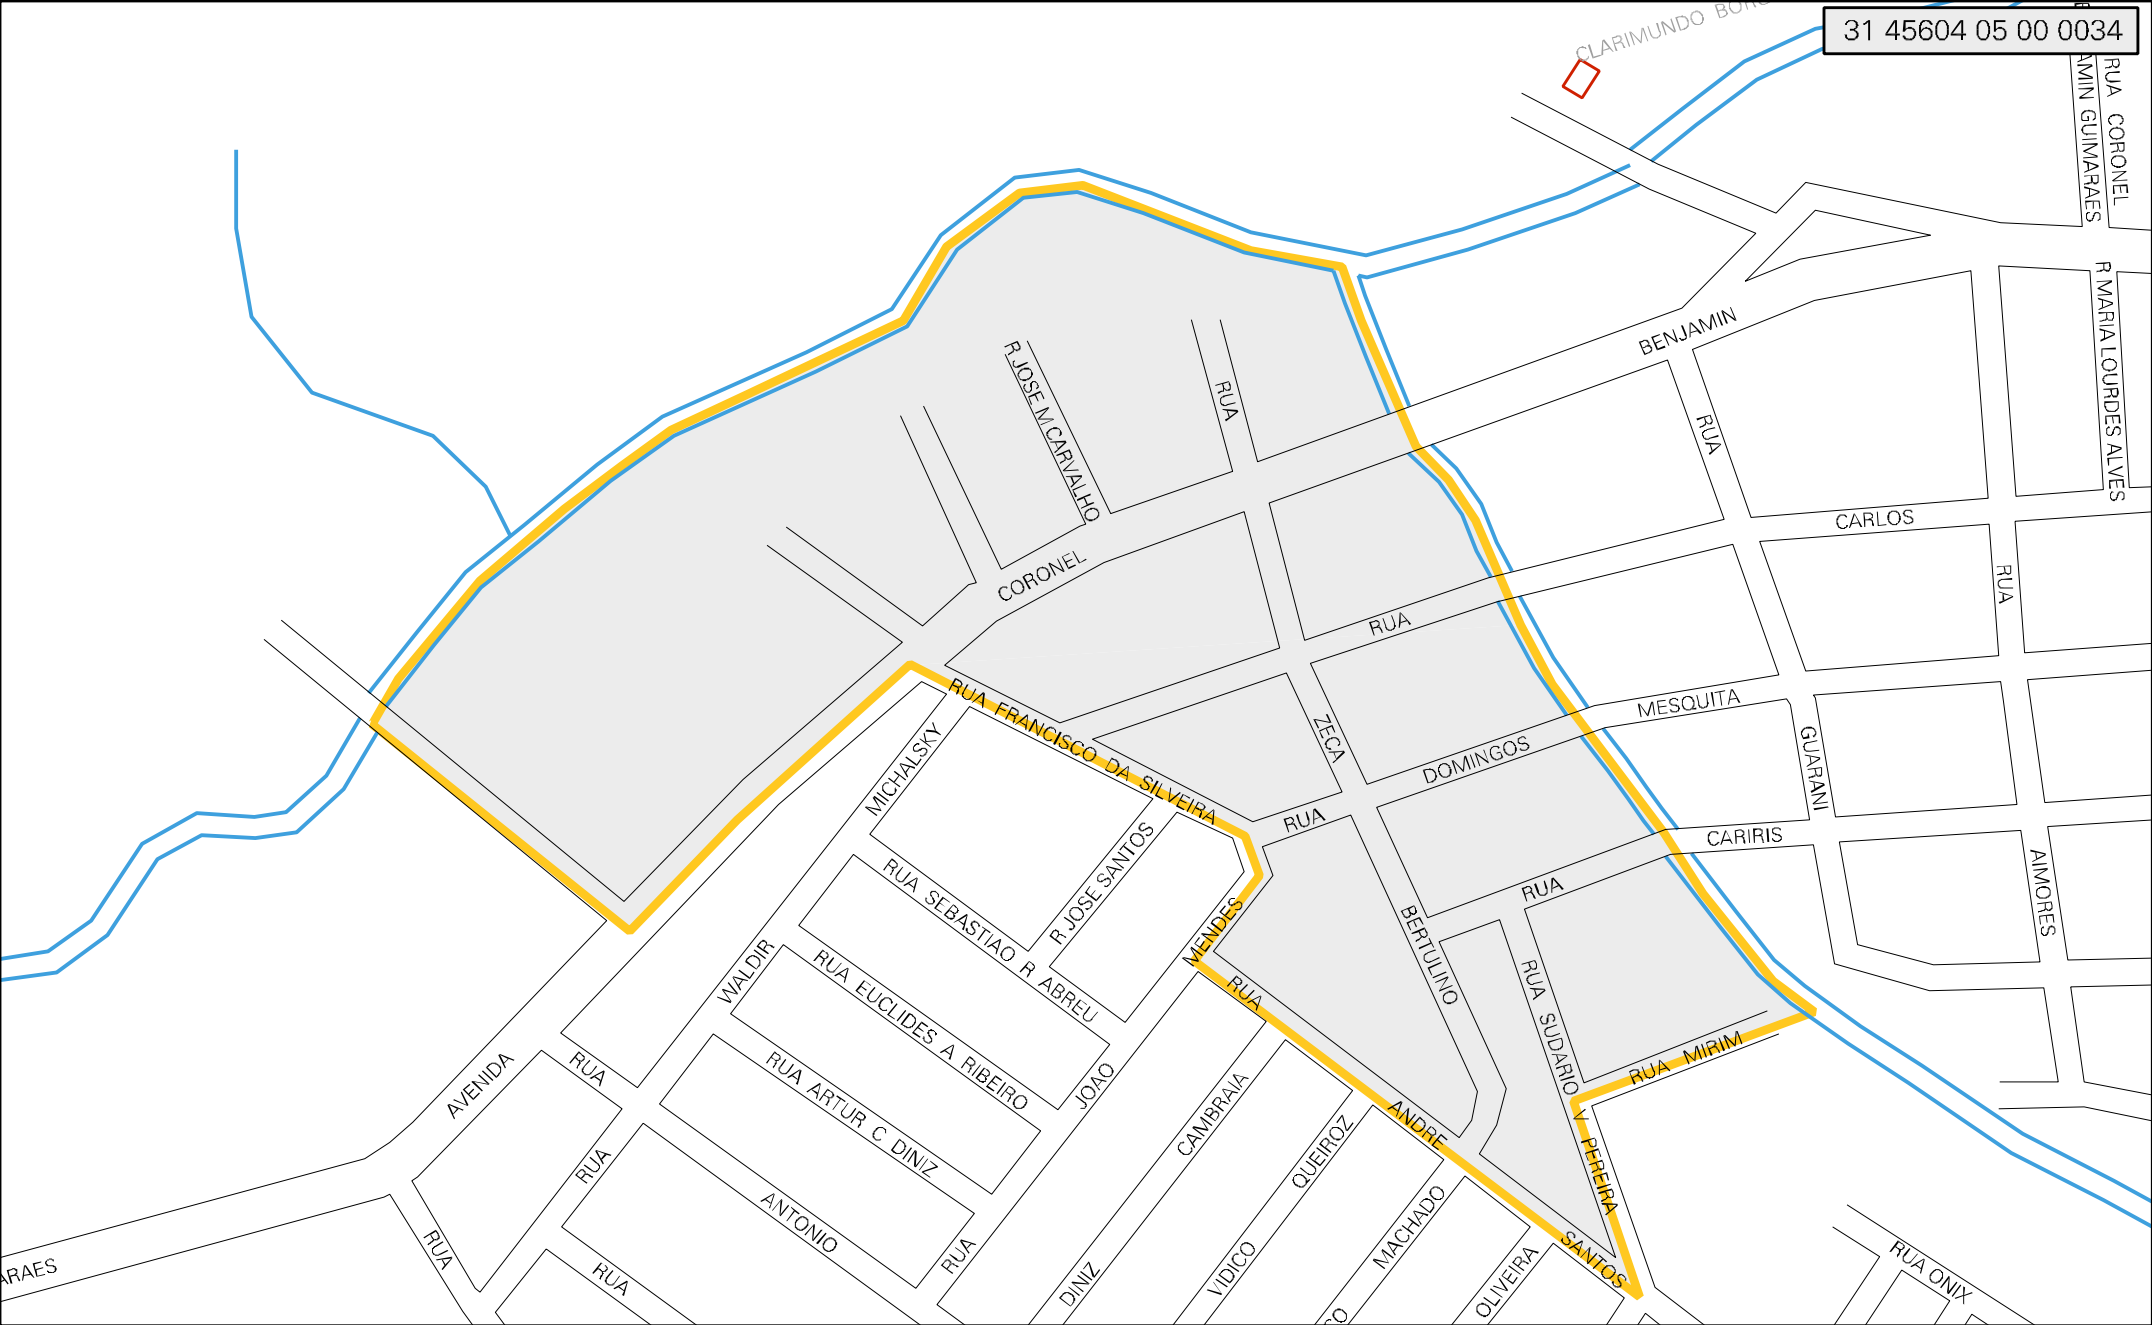 CLARIMUNDO
31 45604 05 00 0034
AMIN GUIMARAES
RUA CORONEL
R MARIA LOURDES ALVES
BENJAMIN
R JOSE M CARVALHO
RUA
RUA
CARLOS
CORONEL
RUA
RUA
RUA FRANCISCO DA SILVEIRA
MESQUITA
ZECA
DOMINGOS
GUARANI
MICHALSKY
RUA
CARIRIS
R JOSE SANTOS
RUA
AIMORES
RUA SEBASTIAO R ABREU
MENDES
BERTULINO
WALDIR
RUA EUCLIDES A RIBEIRO
RUA
RUA SUDARIO V PEREIRA
RUA MIRIM
AVENIDA
RUA
RUA ARTUR C DINIZ
JOAO
CAMBRAIA
ANDRE
QUEIROZ
RUA
ANTONIO
MACHADO
RUA
RUA
VIDICO
SANTOS
RUA ONIX
ARAES
RUA
DINIZ
OLIVEIRA
CO